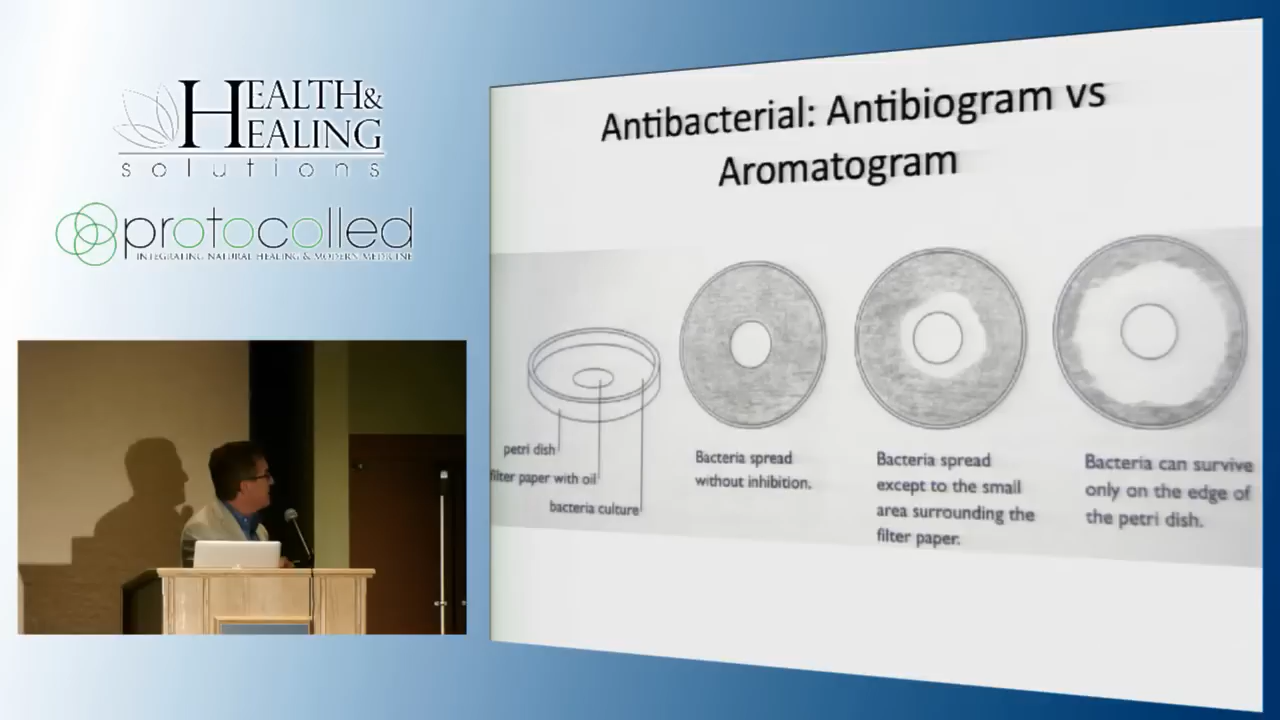 HEALTH&
HEALING
solutions
protocolled
INTEGRATING NATURAL HEALING & MODERN MEDICINE
Antibacterial: Antibiogram vs
Aromatogram
petri dish
filter paper with oil
bacteria culture
Bacteria spread
without inhibition.
Bacteria spread
except to the small
area surrounding the
filter paper.
Bacteria can survive
only on the edge of
the petri dish.